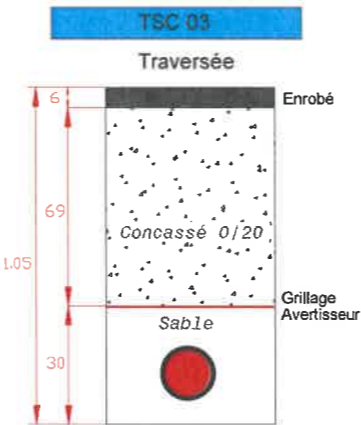 TSC 03
Traversée
6
Enrobé
69
Concassé 0/20
1.05
Grillage
Avertisseur
Sable
30